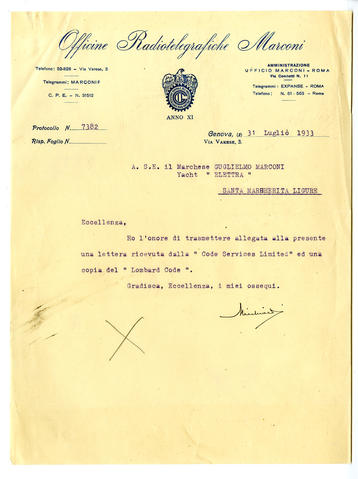 Officine Radiotelegrafiche Marconi
Telefono: 52-828 - Via Varese, 3
Telegrammi: MARCONIF
C. P. E. - N. 31512
ANNO XI
AMMINISTRAZIONE
UFFICIO MARCONI - ROMA
Via Condotti N. 11
Telegrammi: EXPANSE - ROMA
Telefono: N. 61 - 503 - Roma
Protocollo N. 7382
Risp. Foglio N.
Genova, (2) 31 Luglio 1933
VIA VARESE, 3.
A. S.E. il Marchese GUGLIELMO MARCONI
Yacht " ELETTRA "
SANTA MARGHERITA LIGURE
Eccellenza,
Ho l'onore di trasmettere allegata alla presente
una lettera ricevuta dalla " Code Services Limited" ed una
copia del " Lombard Code ".
Gradisca, Eccellenza, i miei ossequi.